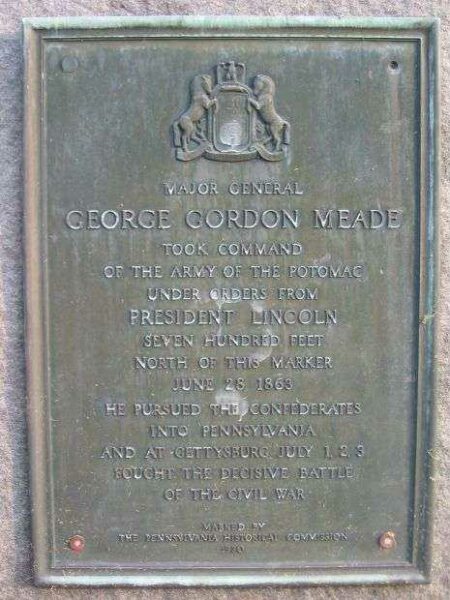 MAJOR GENERAL
GEORGE GORDON MEADE
TOOK COMMAND
OF THE ARMY OF THE POTOMAC
UNDER ORDERS FROM
PRESIDENT LINCOLN
SEVEN HUNDRED FEET
NORTH OF THIS MARKER
JUNE 28 1863
HE PURSUED THE CONFEDERATES
INTO PENNSYLVANIA
AND AT GETTYSBURG, JULY 1, 2, 3
FOUGHT THE DECISIVE BATTLE
OF THE CIVIL WAR
MARKED BY
THE PENNSYLVANIA HISTORICAL COMMISSION